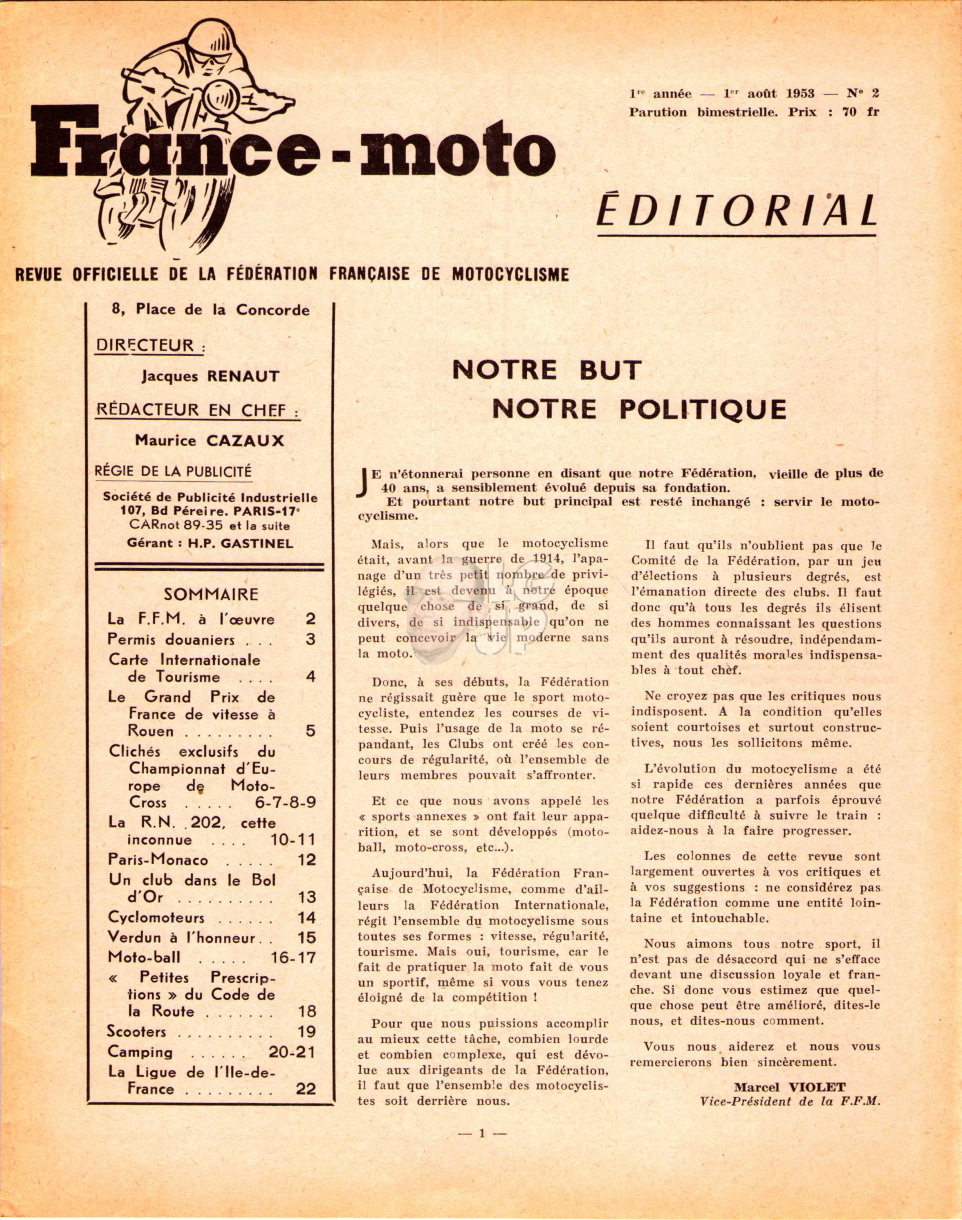 France-moto
1re année — 1er août 1953 — N° 2
Parution bimestrielle. Prix : 70 fr
ÉDITORIAL
REVUE OFFICIELLE DE LA FÉDÉRATION FRANÇAISE DE MOTOCYCLISME
8, Place de la Concorde
DIRECTEUR :
Jacques RENAUT
RÉDACTEUR EN CHEF :
Maurice CAZAUX
RÉGIE DE LA PUBLICITÉ
Société de Publicité Industrielle
107, Bd Péreire. PARIS-17e
CARnot 89-35 et la suite
Gérant : H.P. GASTINEL
SOMMAIRE
La F.F.M. à l'œuvre 2
Permis douaniers . . . 3
Carte Internationale
de Tourisme . . . . 4
Le Grand Prix de
France de vitesse à
Rouen . . . . . . . . . 5
Clichés exclusifs du
Championnat d'Eu-
rope de Moto-
Cross . . . . . 6-7-8-9
La R.N. 202, cette
inconnue . . . . 10-11
Paris-Monaco . . . . . 12
Un club dans le Bol
d'Or . . . . . . . . . . 13
Cyclomoteurs . . . . . . 14
Verdun à l'honneur. . 15
Moto-ball . . . . . 16-17
« Petites Prescrip-
tions » du Code de
la Route . . . . . . . 18
Scooters . . . . . . . . . . 19
Camping . . . . . . 20-21
La Ligue de l'Ile-de-
France . . . . . . . . . 22
NOTRE BUT
NOTRE POLITIQUE
JE n'étonnerai personne en disant que notre Fédération, vieille de plus de
40 ans, a sensiblement évolué depuis sa fondation.
Et pourtant notre but principal est resté inchangé : servir le moto-
cyclisme.
Mais, alors que le motocyclisme
était, avant la guerre de 1914, l'apa-
nage d'un très petit nombre de privi-
légiés, il est devenu à notre époque
quelque chose de si grand, de si
divers, de si indispensable qu'on ne
peut concevoir la vie moderne sans
la moto.
Donc, à ses débuts, la Fédération
ne régissait guère que le sport moto-
cycliste, entendez les courses de vi-
tesse. Puis l'usage de la moto se ré-
pandant, les Clubs ont créé les con-
cours de régularité, où l'ensemble de
leurs membres pouvait s'affronter.
Et ce que nous avons appelé les
« sports annexes » ont fait leur appa-
rition, et se sont développés (moto-
ball, moto-cross, etc...).
Aujourd'hui, la Fédération Fran-
çaise de Motocyclisme, comme d'ail-
leurs la Fédération Internationale,
régit l'ensemble du motocyclisme sous
toutes ses formes : vitesse, régularité,
tourisme. Mais oui, tourisme, car le
fait de pratiquer la moto fait de vous
un sportif, même si vous vous tenez
éloigné de la compétition !
Pour que nous puissions accomplir
au mieux cette tâche, combien lourde
et combien complexe, qui est dévo-
lue aux dirigeants de la Fédération,
il faut que l'ensemble des motocyclis-
tes soit derrière nous.
Il faut qu'ils n'oublient pas que le
Comité de la Fédération, par un jeu
d'élections à plusieurs degrés, est
l'émanation directe des clubs. Il faut
donc qu'à tous les degrés ils élisent
des hommes connaissant les questions
qu'ils auront à résoudre, indépendam-
ment des qualités morales indispensa-
bles à tout chef.
Ne croyez pas que les critiques nous
indisposent. A la condition qu'elles
soient courtoises et surtout construc-
tives, nous les sollicitons même.
L'évolution du motocyclisme a été
si rapide ces dernières années que
notre Fédération a parfois éprouvé
quelque difficulté à suivre le train :
aidez-nous à la faire progresser.
Les colonnes de cette revue sont
largement ouvertes à vos critiques et
à vos suggestions : ne considérez pas
la Fédération comme une entité loin-
taine et intouchable.
Nous aimons tous notre sport, il
n'est pas de désaccord qui ne s'efface
devant une discussion loyale et fran-
che. Si donc vous estimez que quel-
que chose peut être amélioré, dites-le
nous, et dites-nous comment.
Vous nous aiderez et nous vous
remercierons bien sincèrement.
Marcel VIOLET
Vice-Président de la F.F.M.
— 1 —